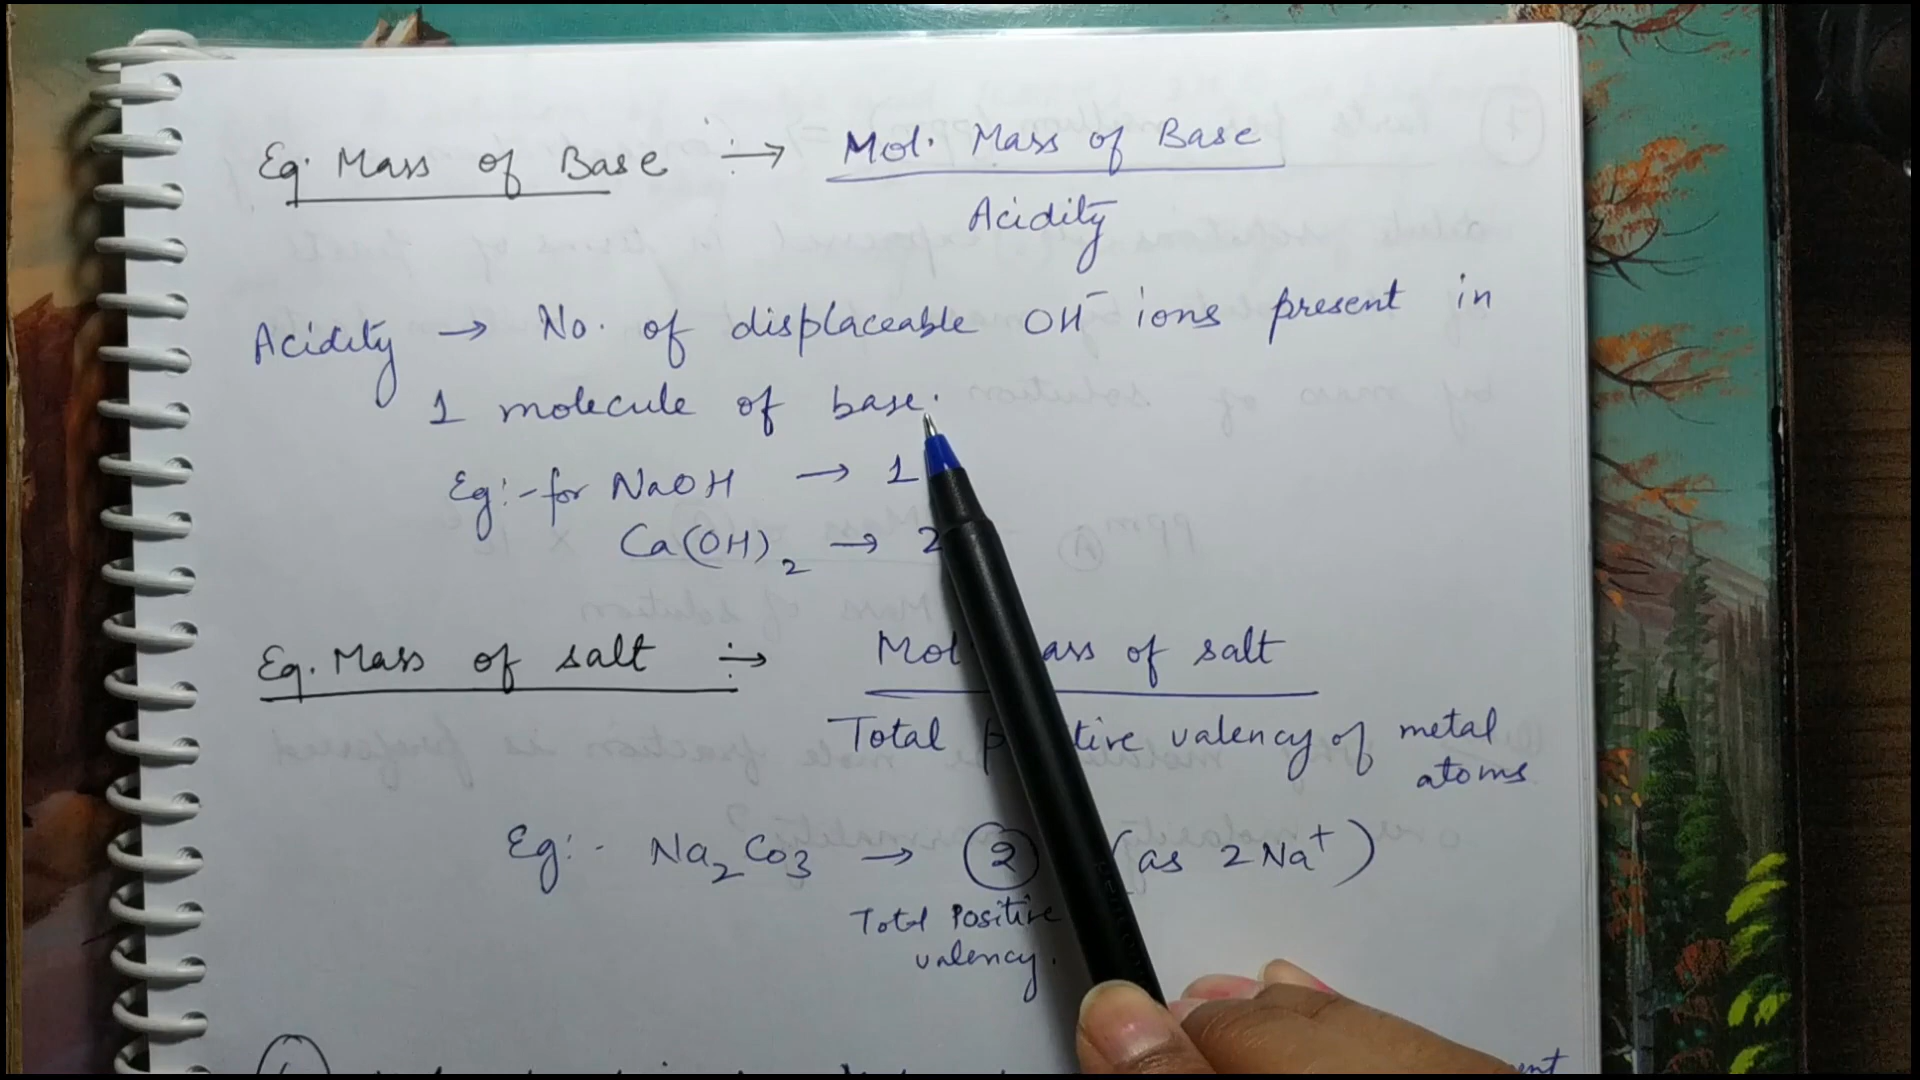 Eq. Mass of Base ∴→ Mol. Mass of Base
Acidity
Acidity → No. of displaceable OH⁻ ions present in
1 molecule of base.
Eg:- for NaOH → 1
Ca(OH)₂ → 2
Eq. Mass of salt ∴→ Mol. of salt
Total valency of metal
atoms
Eg:- Na₂Co₃ → 2 (as 2Na⁺)
Total Positive
valency.